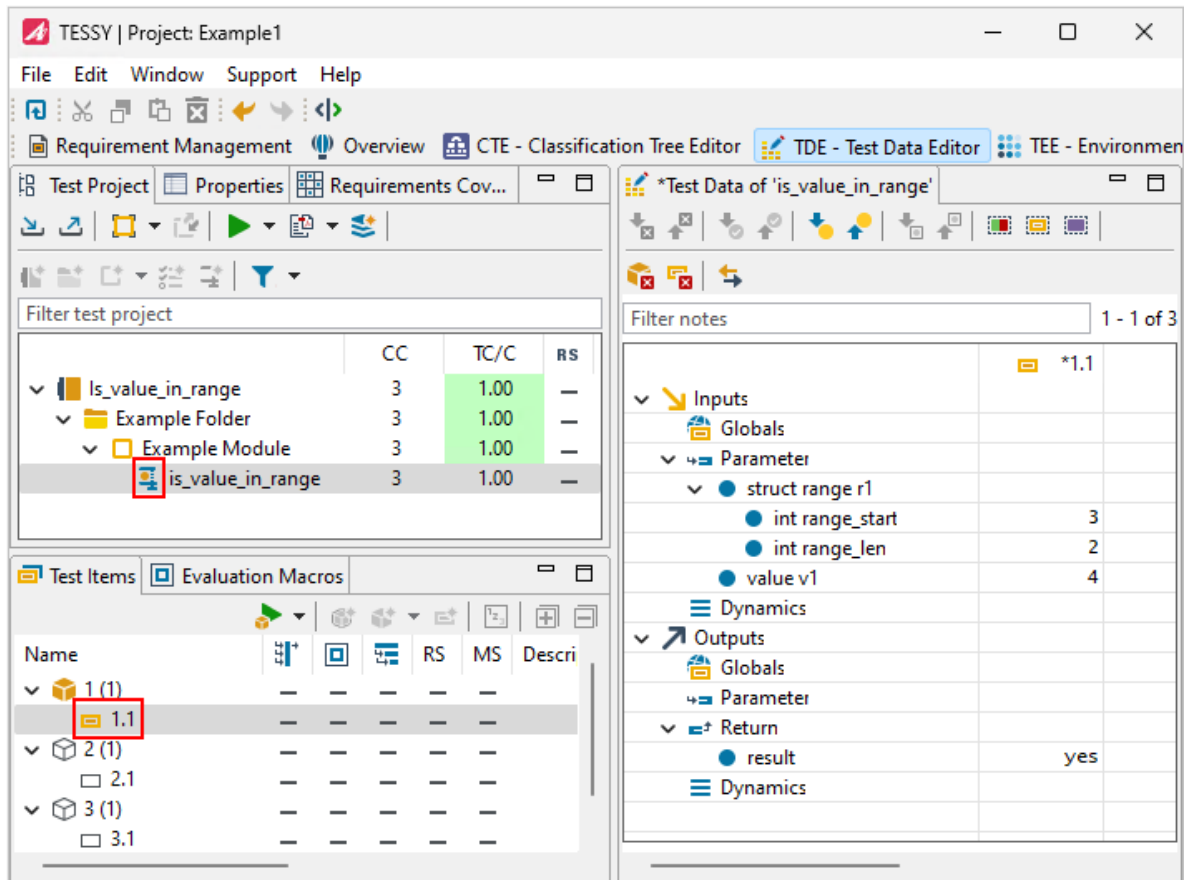 TESSY | Project: Example1
File Edit Window Support Help
Requirement Management Overview CTE - Classification Tree Editor TDE - Test Data Editor TEE - Environmen
Test Project Properties Requirements Cov...
Filter test project
CC TC/C RS
Is_value_in_range 3 1.00 —
Example Folder 3 1.00 —
Example Module 3 1.00 —
is_value_in_range 3 1.00 —
Test Items Evaluation Macros
Name RS MS Descri
1 (1) — — — — —
1.1 — — — — —
2 (1) — — — — —
2.1 — — — — —
3 (1) — — — — —
3.1 — — — — —
*Test Data of 'is_value_in_range'
Filter notes 1 - 1 of 3
*1.1
Inputs
Globals
Parameter
struct range r1
int range_start 3
int range_len 2
value v1 4
Dynamics
Outputs
Globals
Parameter
Return
result yes
Dynamics